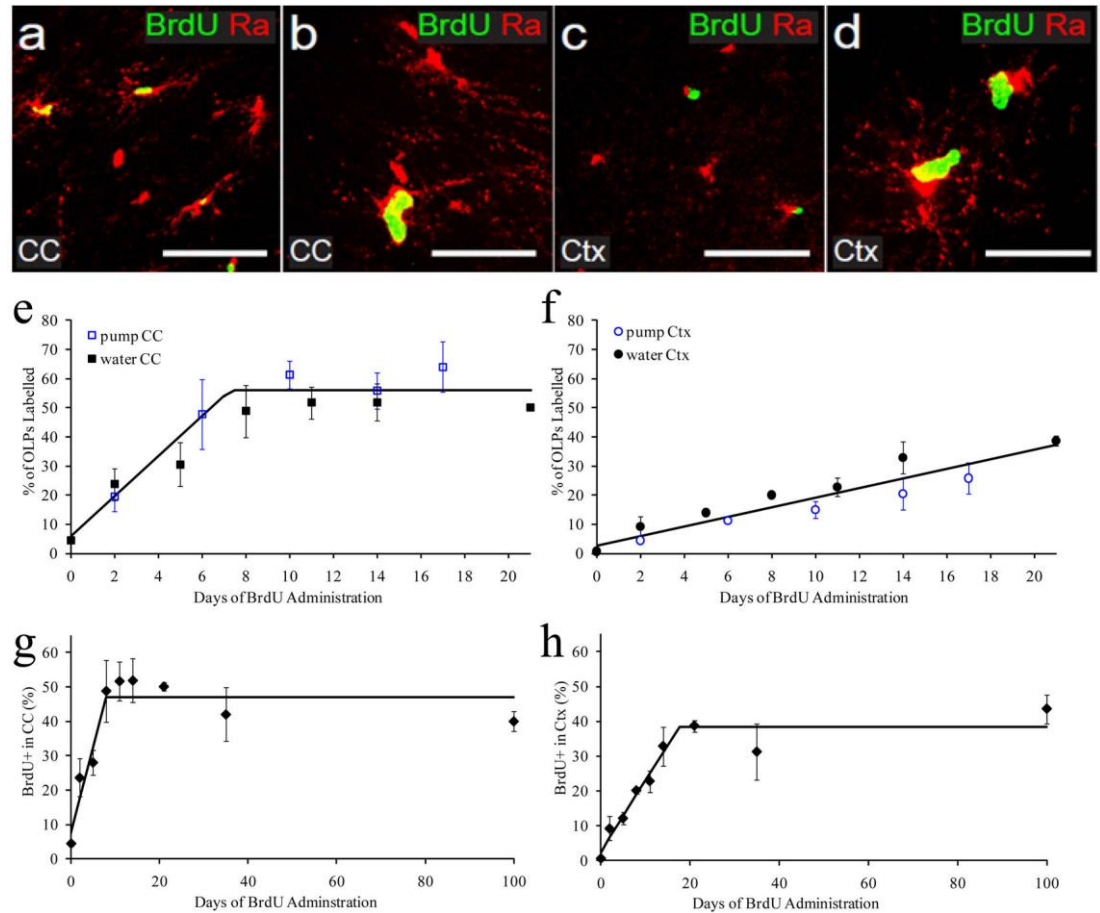 a BrdU Ra
CC
b BrdU Ra
CC
c BrdU Ra
Ctx
d BrdU Ra
Ctx
e
% of OLPs Labelled
80
70
60
50
40
30
20
10
0
pump CC
water CC
0 2 4 6 8 10 12 14 16 18 20
Days of BrdU Administration
f
% of OLPs Labelled
80
70
60
50
40
30
20
10
0
pump Ctx
water Ctx
0 2 4 6 8 10 12 14 16 18 20
Days of BrdU Administration
g
BrdU+ in CC (%)
60
50
40
30
20
10
0
0 20 40 60 80 100
Days of BrdU Administration
h
BrdU+ in Ctx (%)
60
50
40
30
20
10
0
0 20 40 60 80 100
Days of BrdU Administration